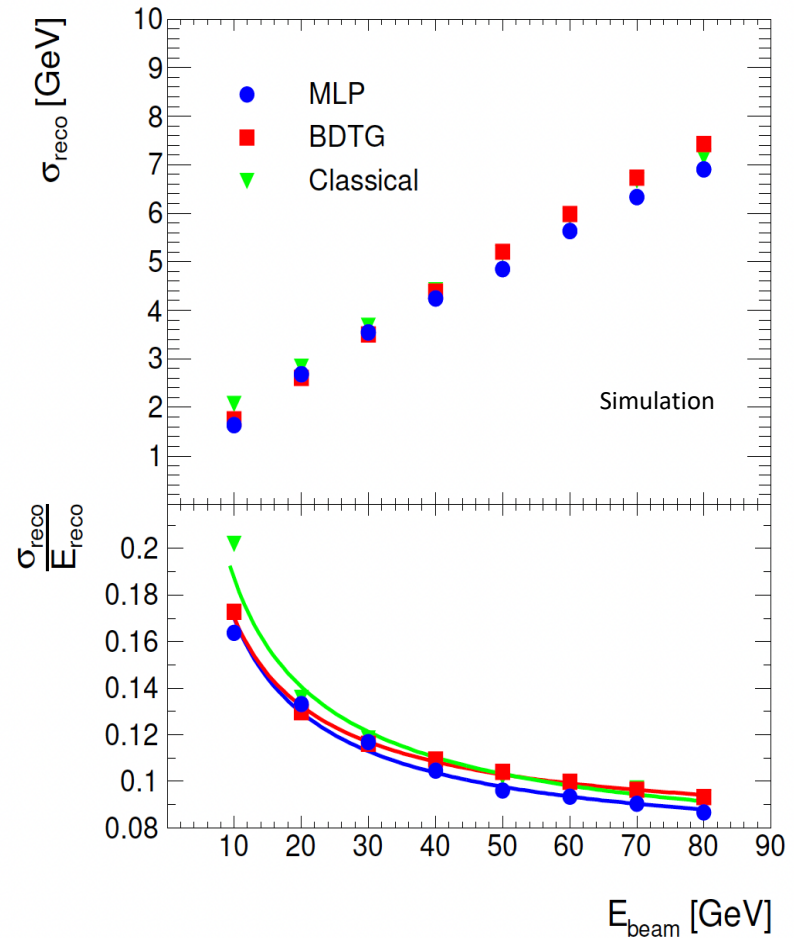 σreco [GeV]
10
9
8
7
6
5
4
3
2
1
MLP
BDTG
Classical
Simulation
σreco
Ereco
0.2
0.18
0.16
0.14
0.12
0.1
0.08
10 20 30 40 50 60 70 80 90
Ebeam [GeV]